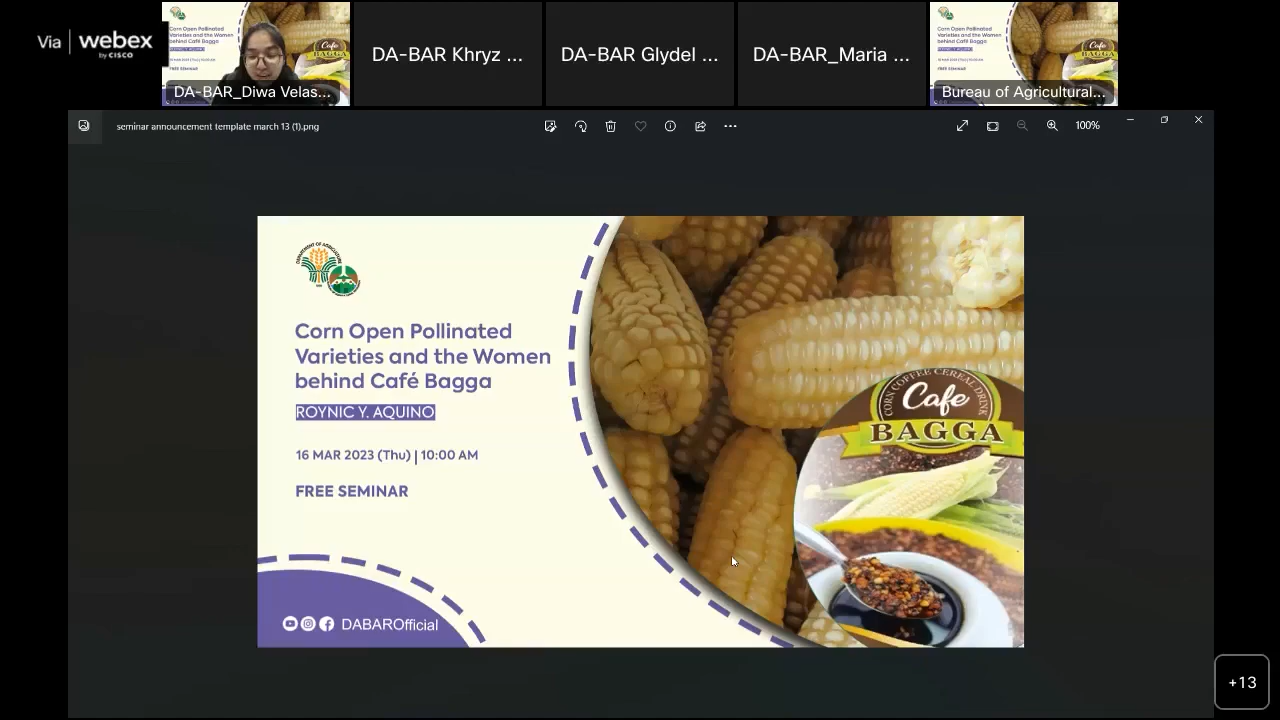 Via webex
by CISCO
DA-BAR_Diwa Velas...
DA-BAR Khryz...
DA-BAR Glydel ...
DA-BAR_Maria ...
Bureau of Agricultural...
seminar announcement template march 13 (1).png
100%
Corn Open Pollinated
Varieties and the Women
behind Café Bagga
ROYNIC Y. AQUINO
16 MAR 2023 (Thu) | 10:00 AM
FREE SEMINAR
CORN COFFEE CEREAL DRINK
Cafe
BAGGA
DABAROfficial
+13